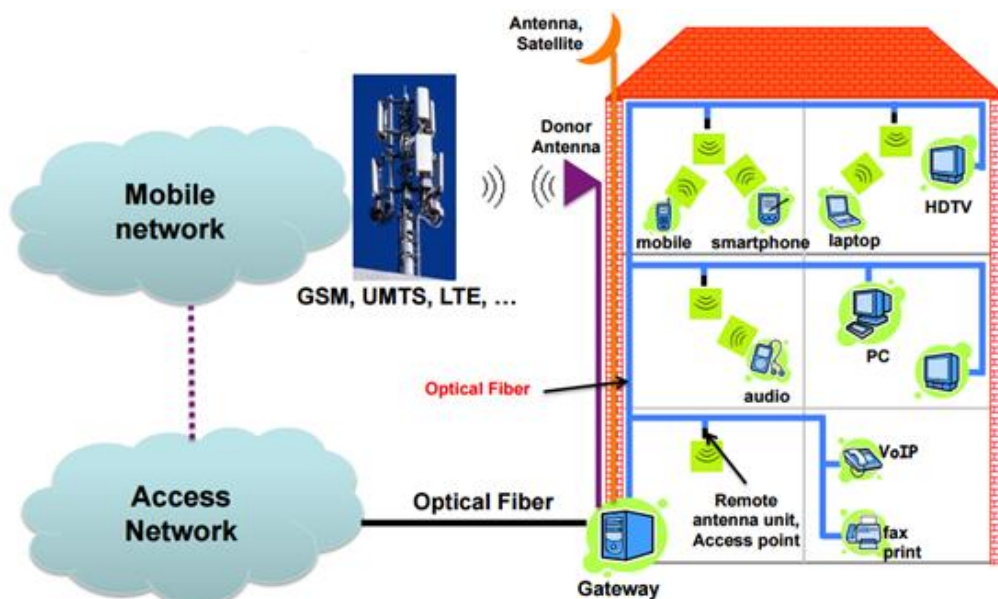 Antenna,
Satellite
Donor
Antenna
Mobile
network
GSM, UMTS, LTE, ...
mobile
smartphone
laptop
HDTV
PC
audio
Optical Fiber
VoIP
Access
Network
Optical Fiber
Remote
antenna unit,
Access point
fax
print
Gateway